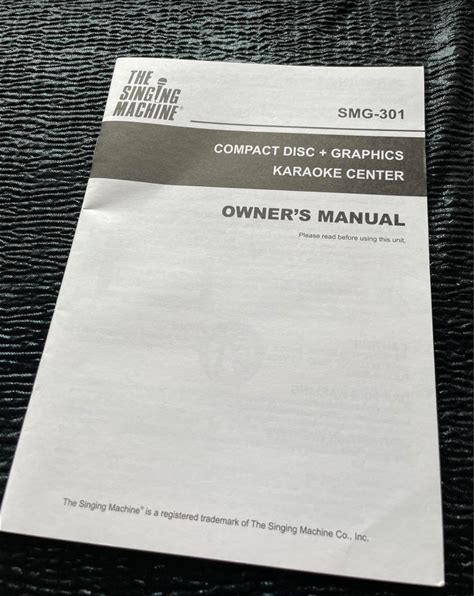 THE
SINGING
MACHINE®
SMG-301
COMPACT DISC + GRAPHICS
KARAOKE CENTER
OWNER'S MANUAL
Please read before using this unit.
The Singing Machine® is a registered trademark of The Singing Machine Co., Inc.